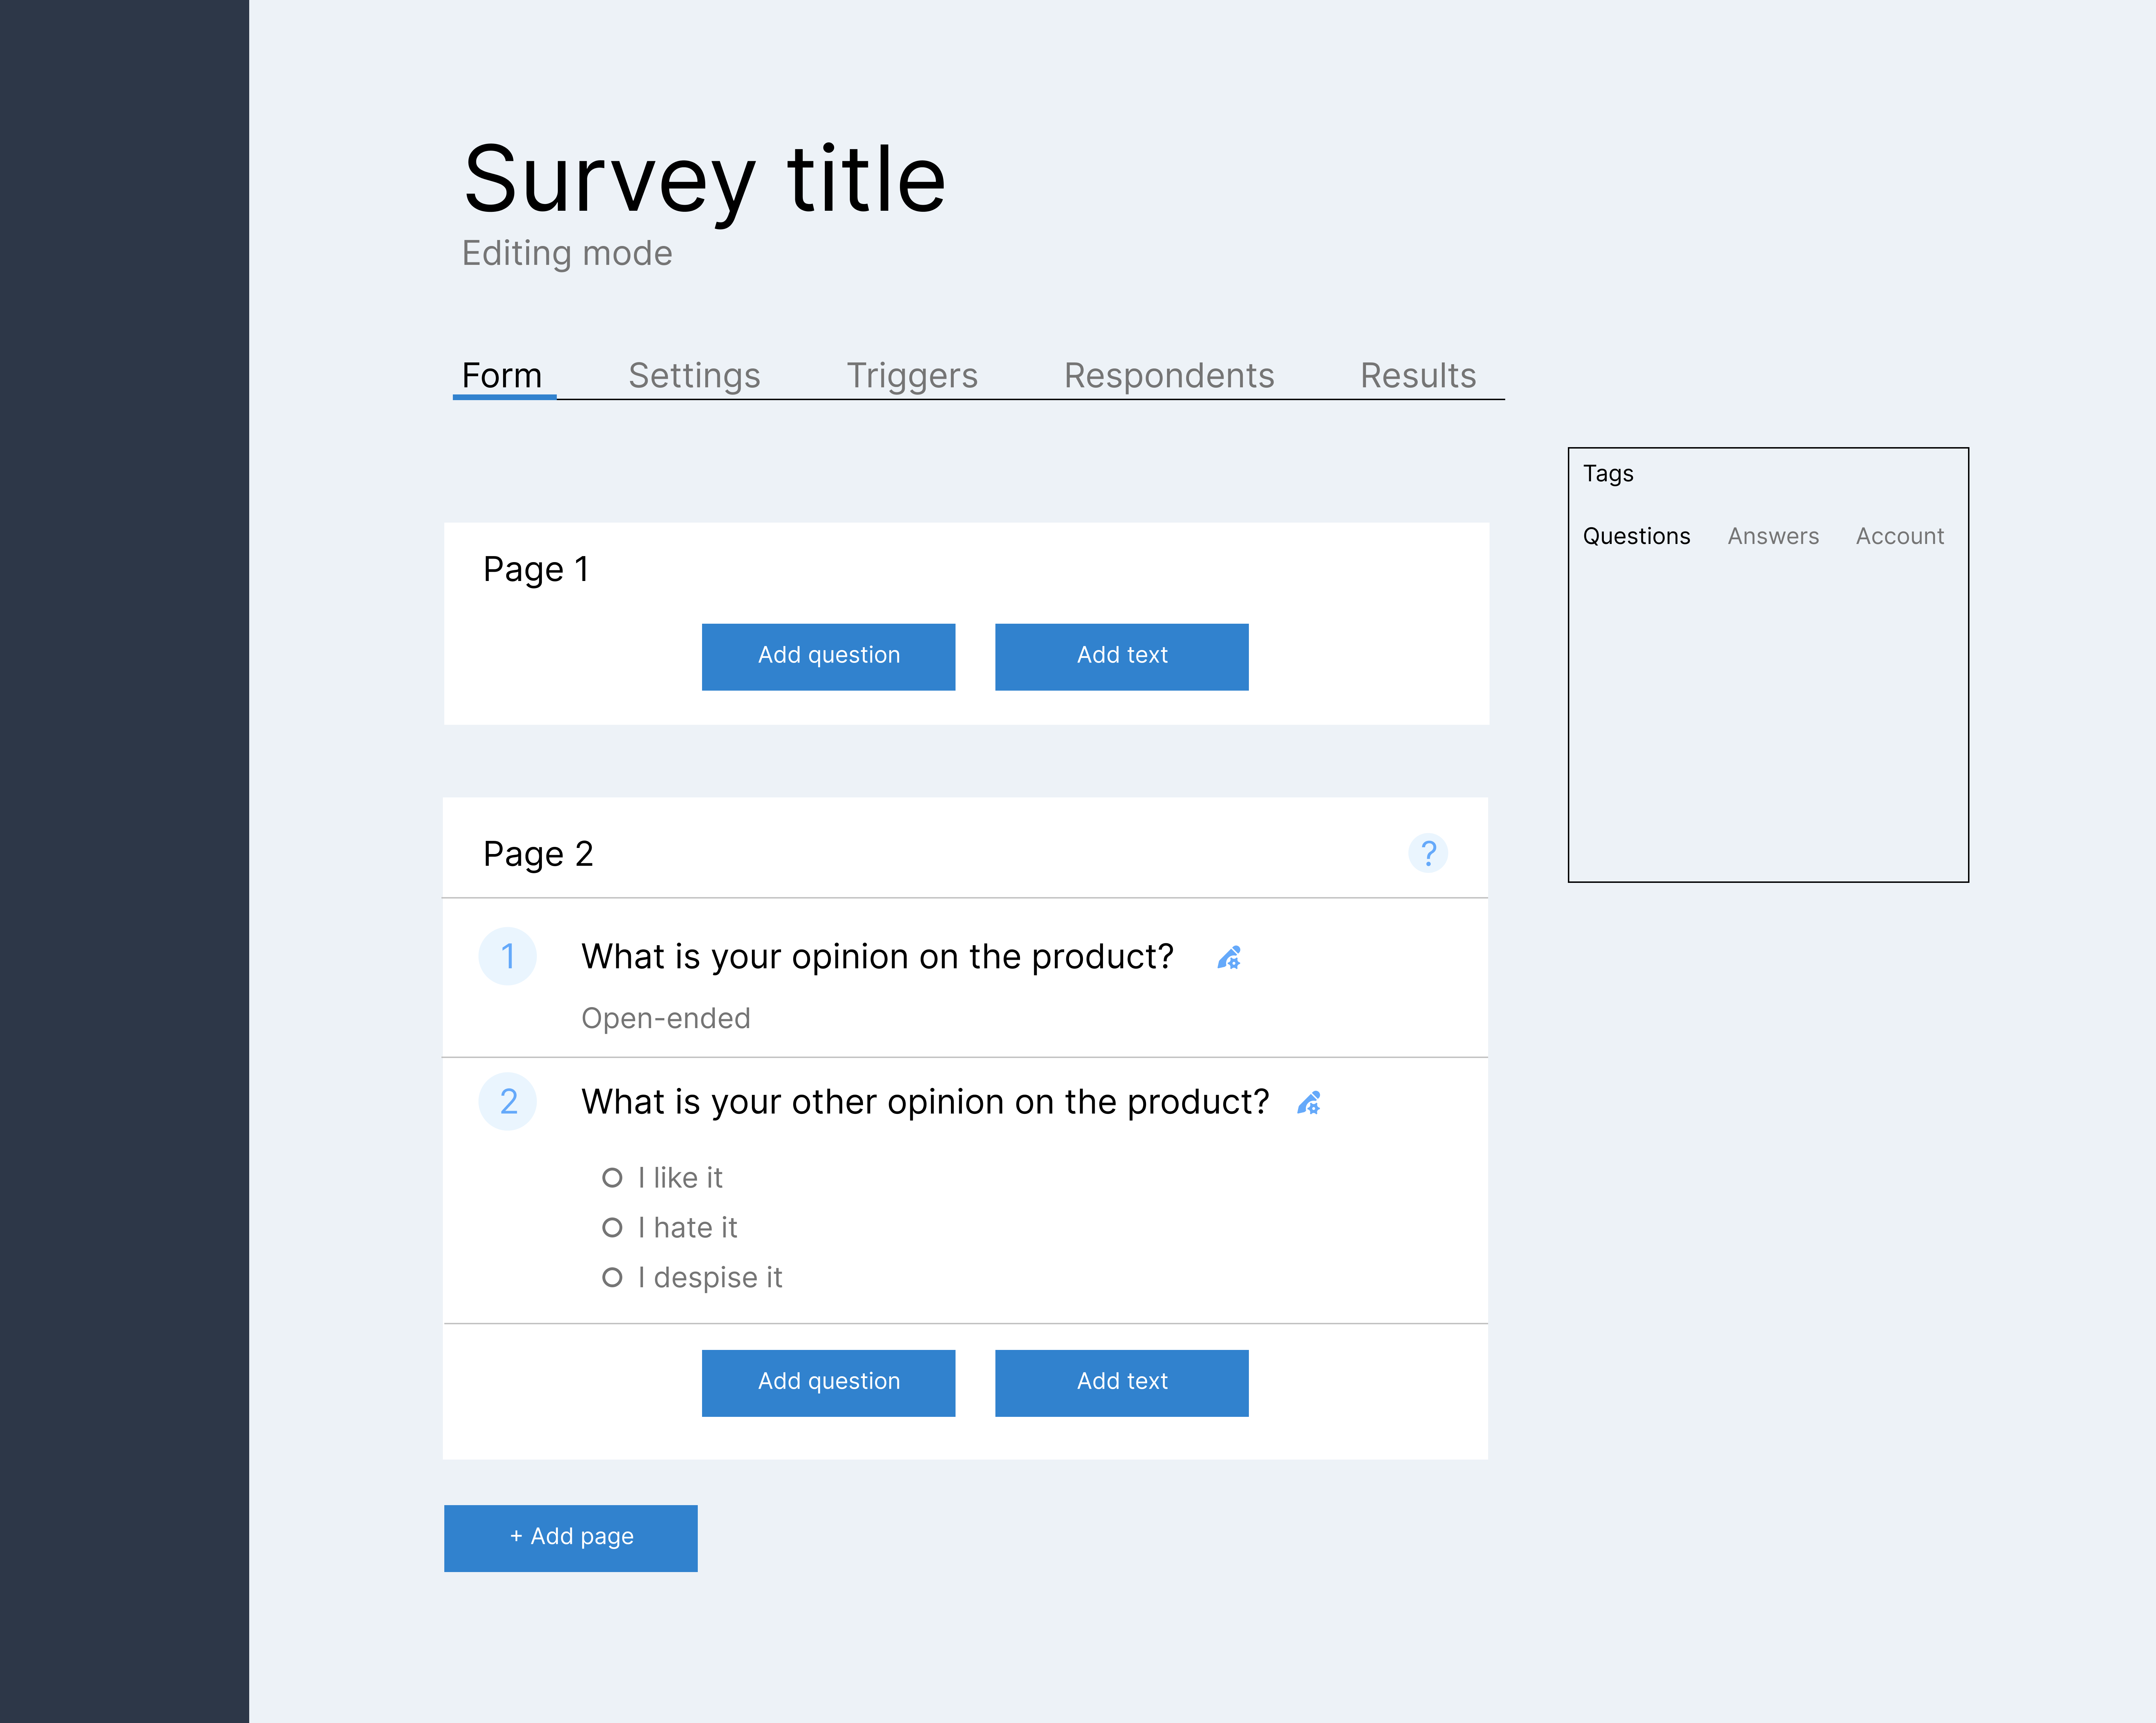 Survey title
Editing mode
Form Settings Triggers Respondents Results
Tags
Questions Answers Account
Page 1
Add question Add text
Page 2 ?
1 What is your opinion on the product?
Open-ended
2 What is your other opinion on the product?
I like it
I hate it
I despise it
Add question Add text
+ Add page